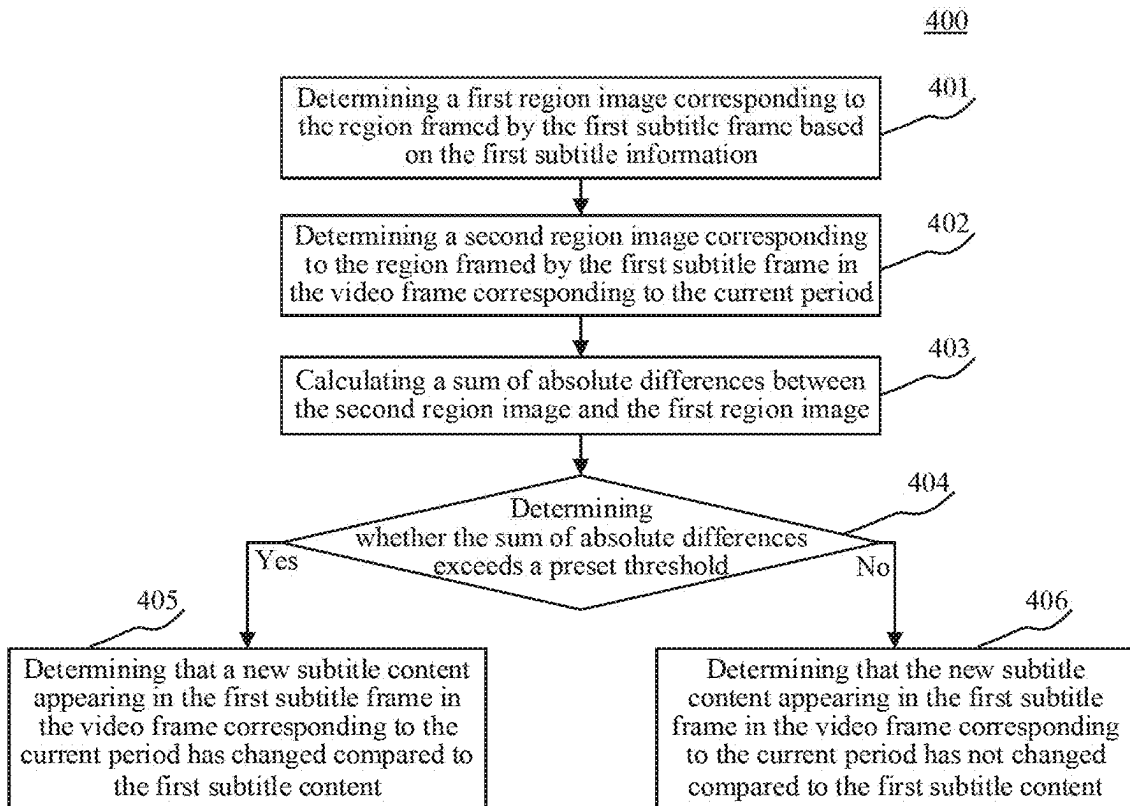 400
Determining a first region image corresponding to
the region framed by the first subtitle frame based
on the first subtitle information
401
Determining a second region image corresponding
to the region framed by the first subtitle frame in
the video frame corresponding to the current period
402
Calculating a sum of absolute differences between
the second region image and the first region image
403
Determining
whether the sum of absolute differences
exceeds a preset threshold
404
Yes
No
405
Determining that a new subtitle content
appearing in the first subtitle frame in
the video frame corresponding to the
current period has changed compared to
the first subtitle content
406
Determining that the new subtitle
content appearing in the first subtitle
frame in the video frame corresponding
to the current period has not changed
compared to the first subtitle content